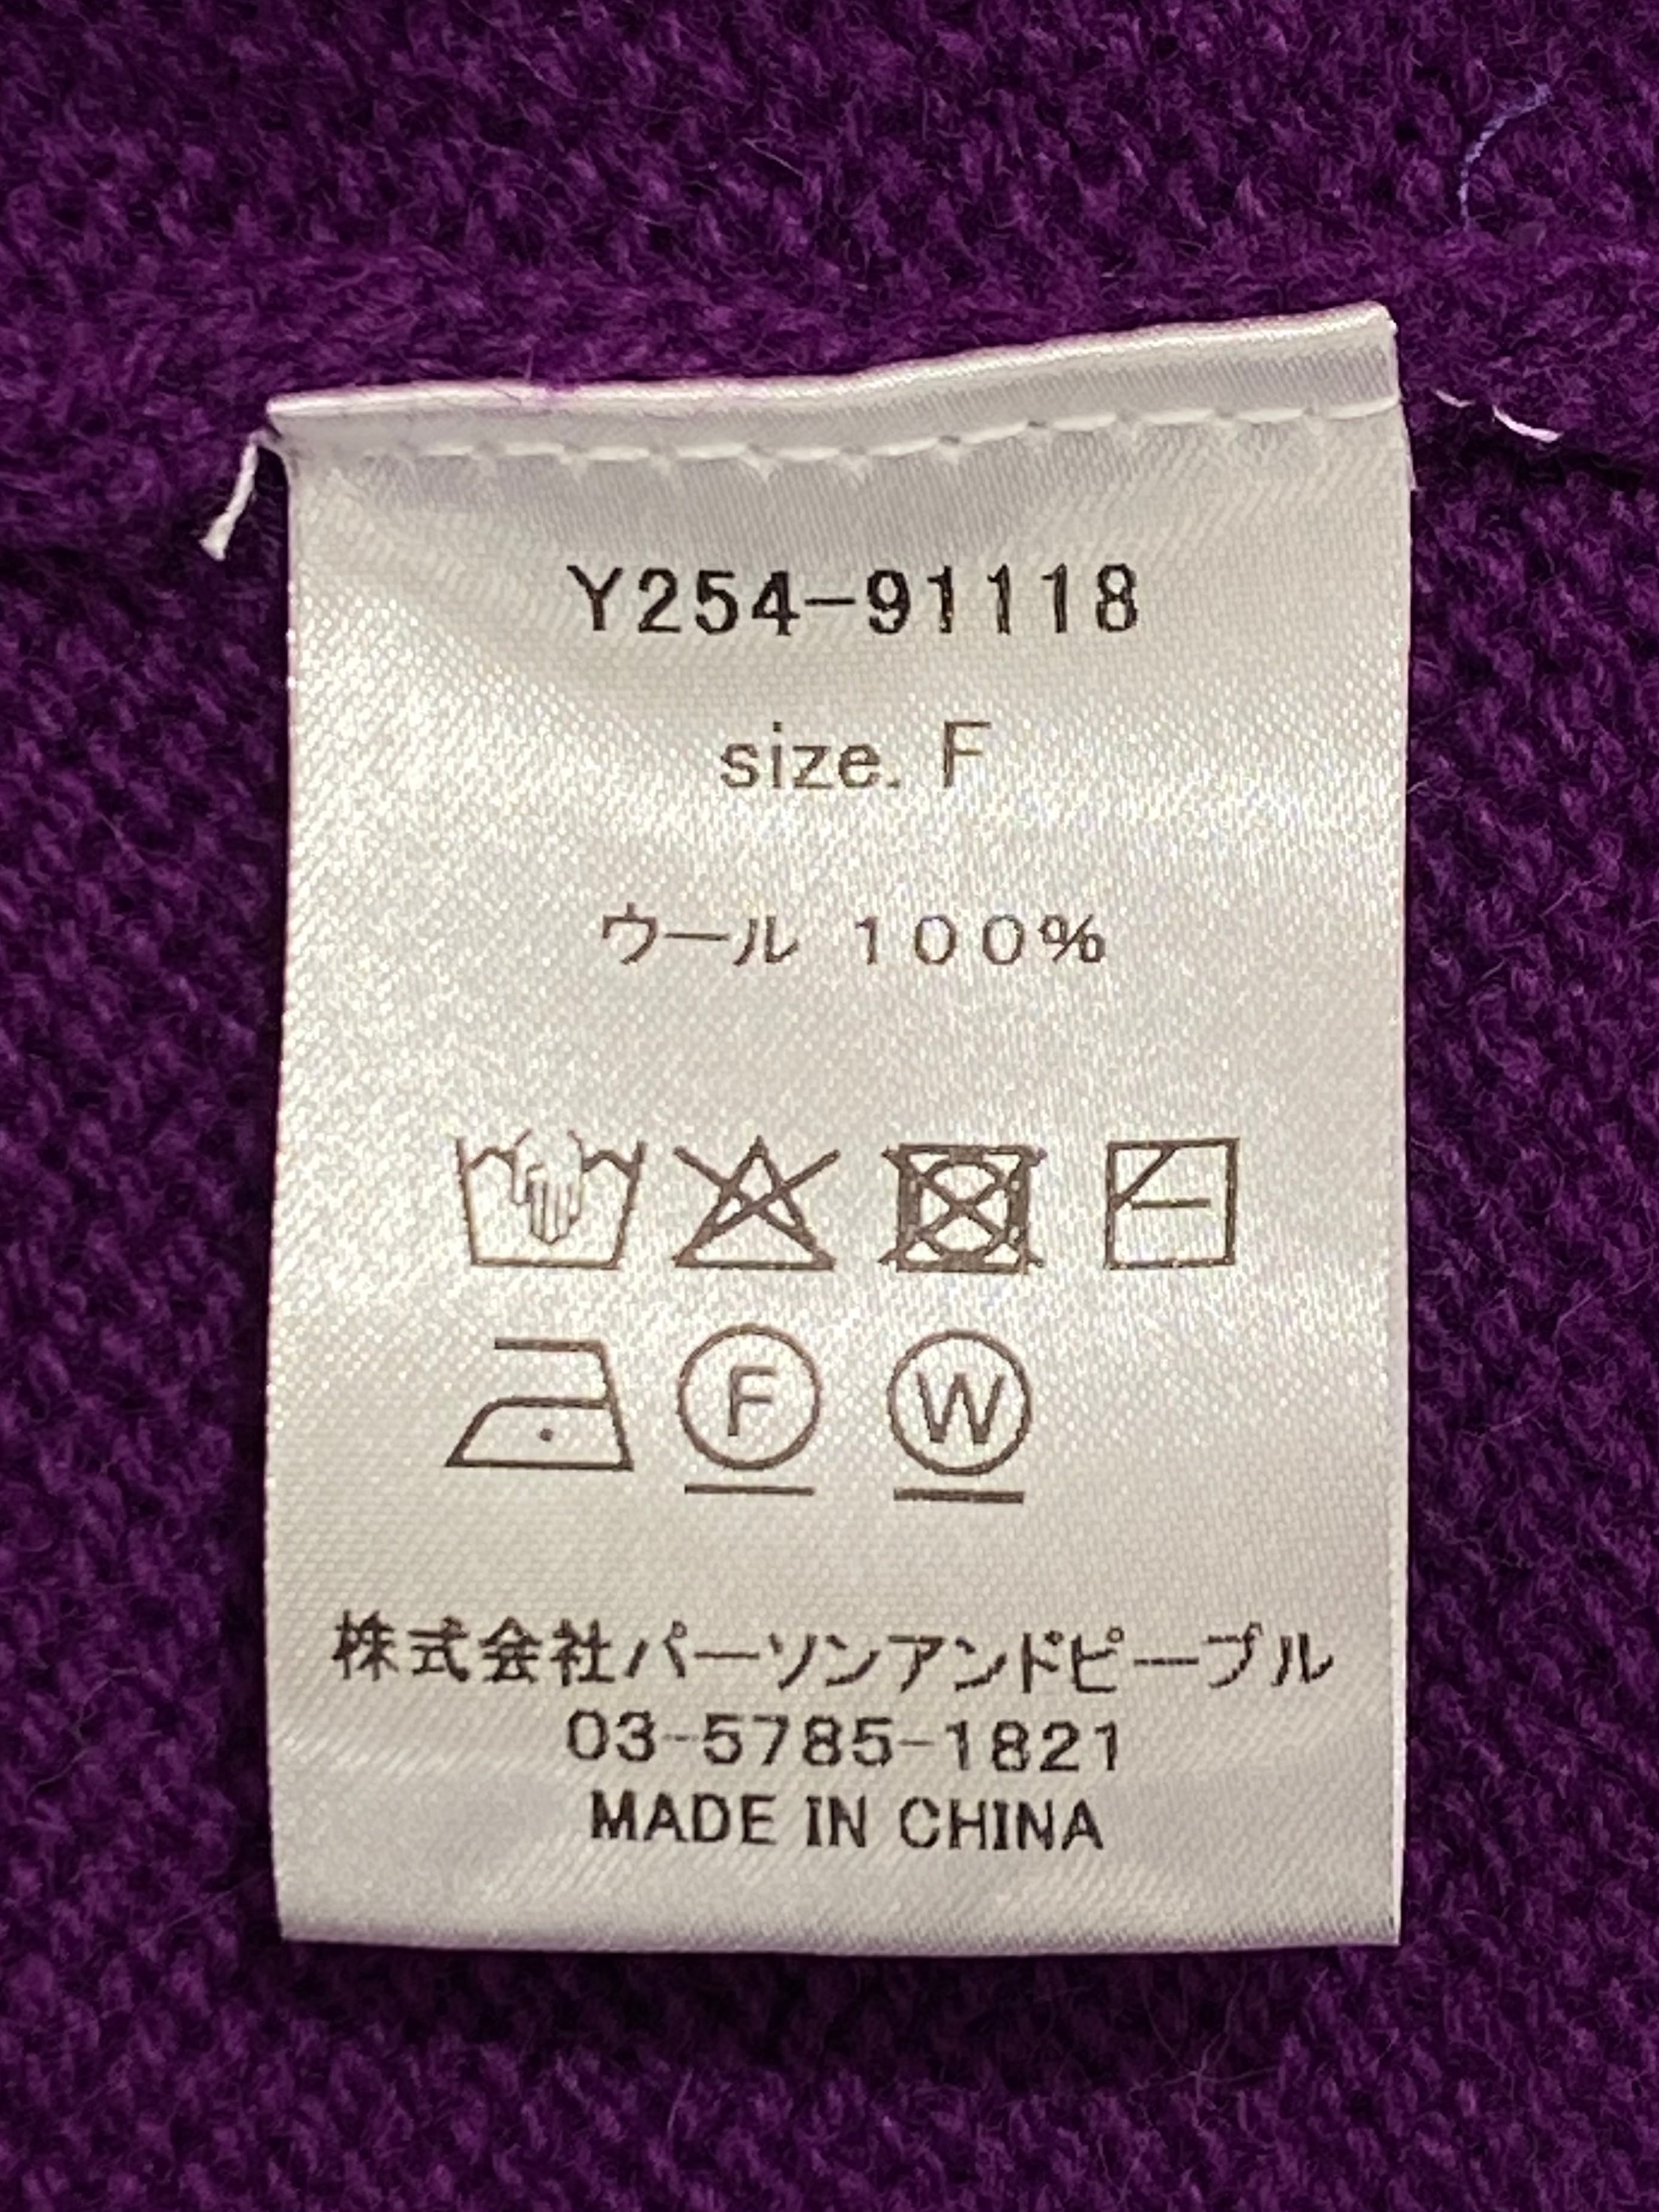 Y254-91118
size. F
ウール 100%
F W
株式会社パーソンアンドピープル
03-5785-1821
MADE IN CHINA